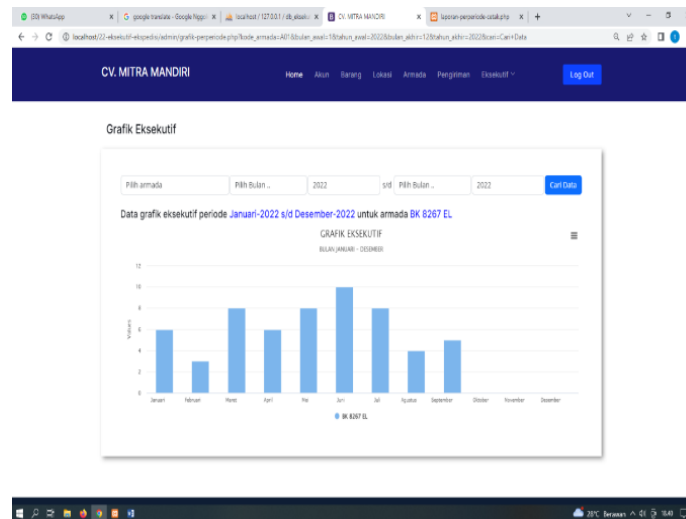 (20) WhatsApp
google translate - Google
localhost / 127.0.0.1 /
CV. MITRA MANDIRI
laporan-perperiode-cetak.php
localhost/22-eksekutif-ekspedisi/admin/grafik-perperiode.php?kode_armada=A01&bulan_awal=1&tahun_awal=2022&bulan_akhir=12&tahun_akhir=2022&cari=Cari+Data
CV. MITRA MANDIRI
Home Akun Barang Lokasi Armada Pengiriman Eksekutif
Log Out
Grafik Eksekutif
Pilih armada Pilih Bulan .. 2022 s/d Pilih Bulan .. 2022 Cari Data
Data grafik eksekutif periode Januari-2022 s/d Desember-2022 untuk armada BK 8267 EL
GRAFIK EKSEKUTIF
BULAN JANUARI - DESEMBER
12
10
8
6
4
2
0
Januari Februari Maret April Mei Juni Juli Agustus September Oktober November Desember
BK 8267 EL
28°C Berawan